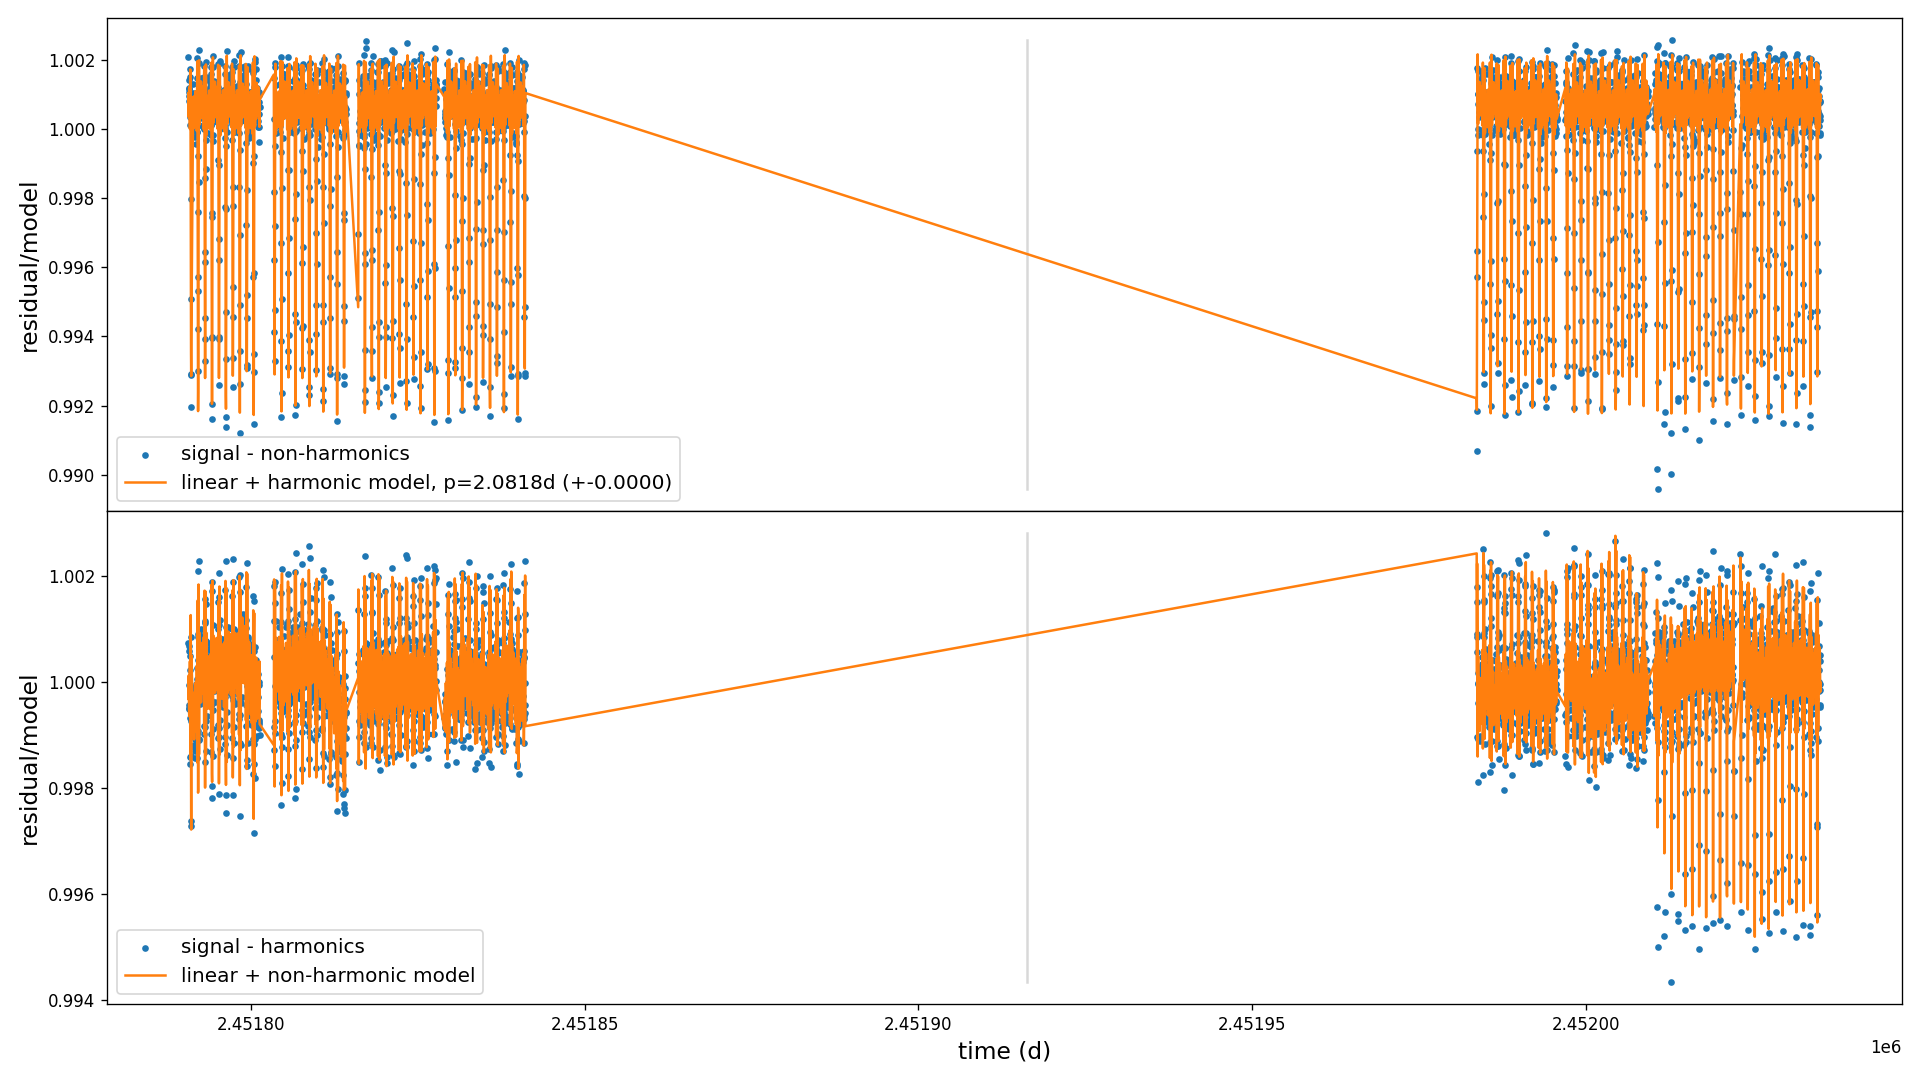 residual/model
1.002
1.000
0.998
0.996
0.994
0.992
0.990
signal - non-harmonics
linear + harmonic model, p=2.0818d (+-0.0000)
residual/model
1.002
1.000
0.998
0.996
0.994
signal - harmonics
linear + non-harmonic model
2.45180
2.45185
2.45190
2.45195
2.45200
time (d)
1e6